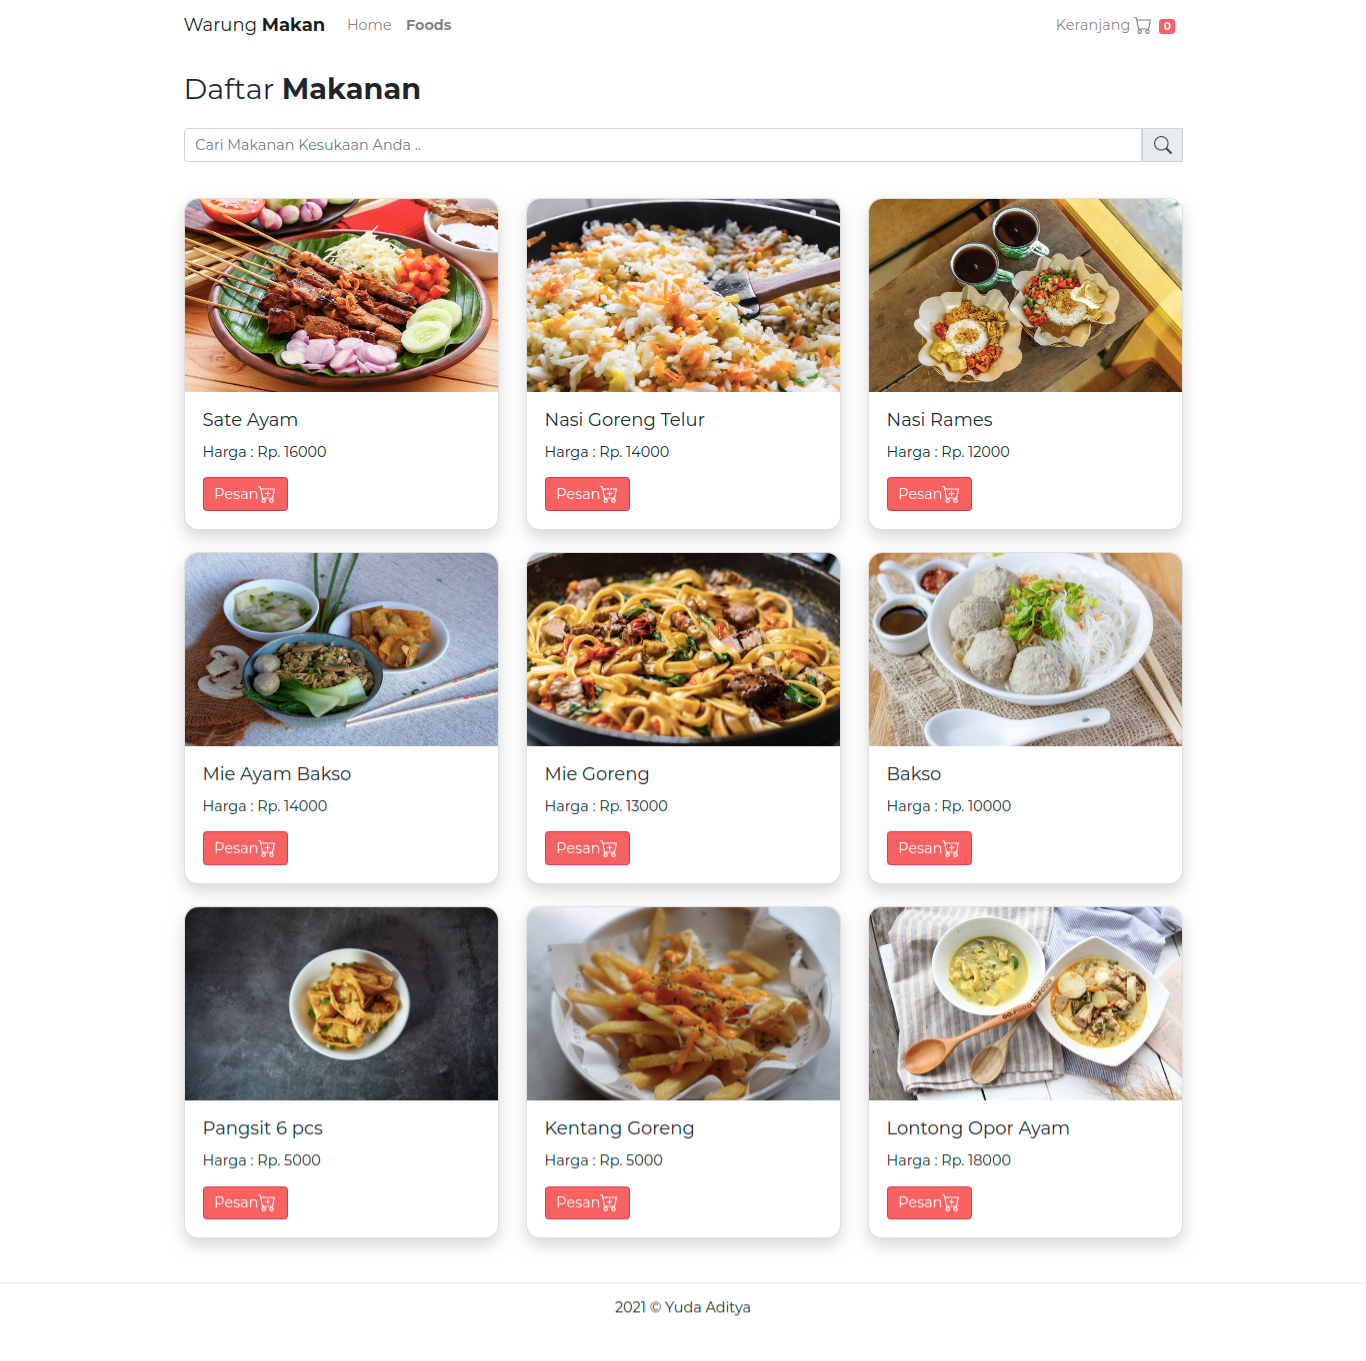 Warung Makan Home Foods Keranjang 0
Daftar Makanan
Cari Makanan Kesukaan Anda ..
Sate Ayam
Harga : Rp. 16000
Pesan
Nasi Goreng Telur
Harga : Rp. 14000
Pesan
Nasi Rames
Harga : Rp. 12000
Pesan
Mie Ayam Bakso
Harga : Rp. 14000
Pesan
Mie Goreng
Harga : Rp. 13000
Pesan
Bakso
Harga : Rp. 10000
Pesan
Pangsit 6 pcs
Harga : Rp. 5000
Pesan
Kentang Goreng
Harga : Rp. 5000
Pesan
Lontong Opor Ayam
Harga : Rp. 18000
Pesan
2021 © Yuda Aditya